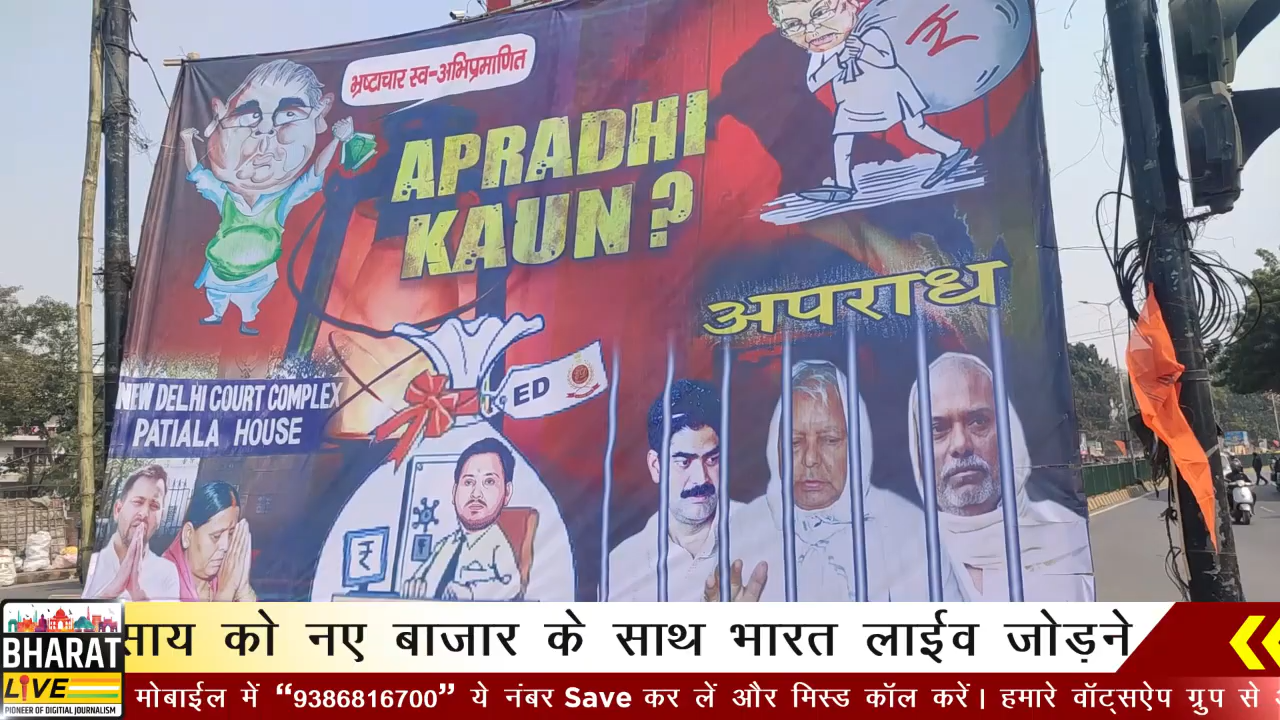 भ्रष्टाचार स्व-अभिप्रमाणित
₹
APRADHI
KAUN?
अपराध
ED
NEW DELHI COURT COMPLEX
PATIALA HOUSE
₹
साय को नए बाजार के साथ भारत लाईव जोड़ने
BHARAT
LIVE
PIONEER OF DIGITAL JOURNALISM
मोबाईल में “9386816700” ये नंबर Save कर लें और मिस्ड कॉल करें। हमारे वॉट्सऐप ग्रुप से